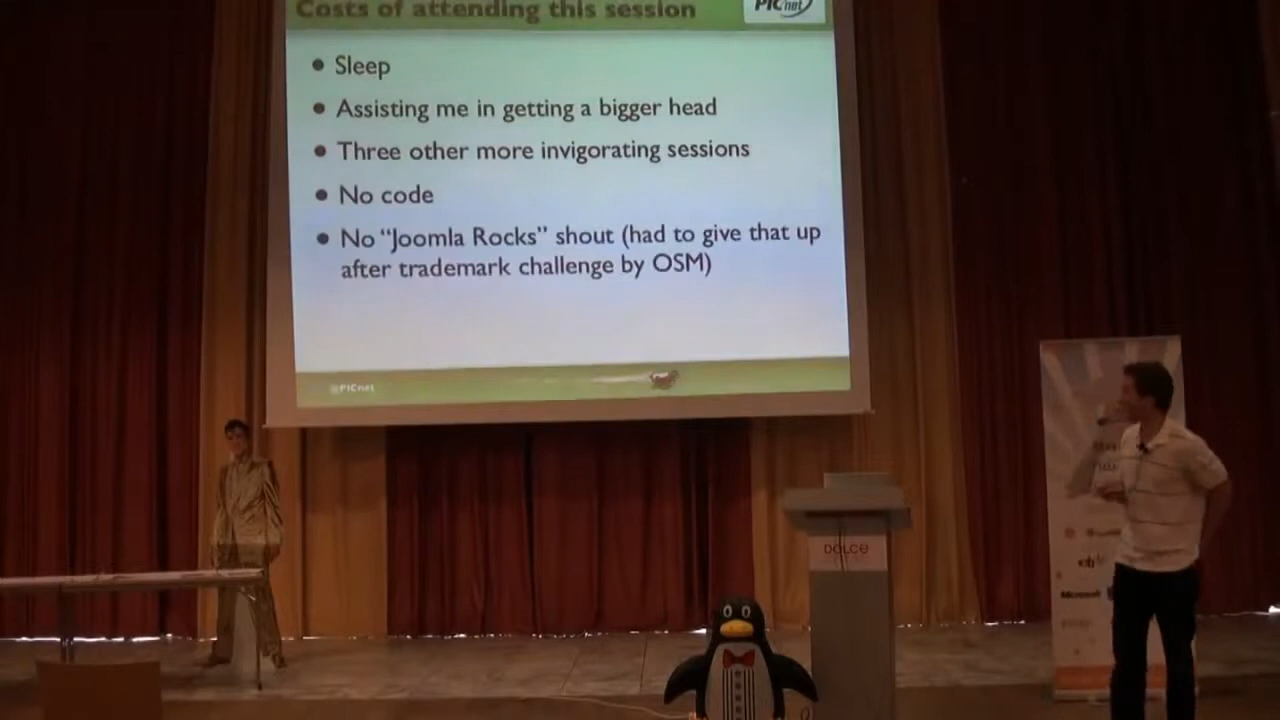 Costs of attending this session
PICnet
• Sleep
• Assisting me in getting a bigger head
• Three other more invigorating sessions
• No code
• No “Joomla Rocks” shout (had to give that up
after trademark challenge by OSM)
@PICnet
DOLCE
Microsoft